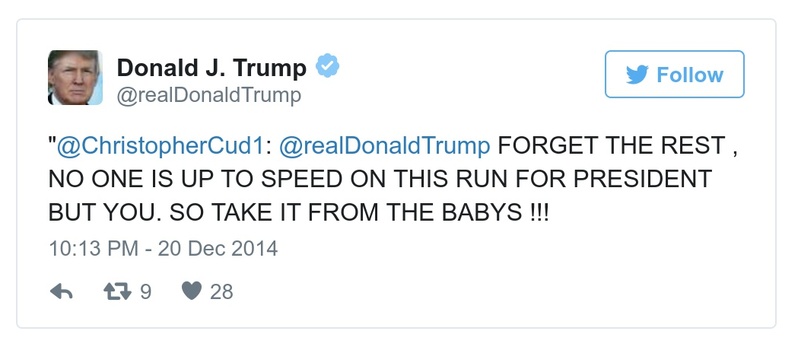 Donald J. Trump
@realDonaldTrump
Follow
"@ChristopherCud1: @realDonaldTrump FORGET THE REST ,
NO ONE IS UP TO SPEED ON THIS RUN FOR PRESIDENT
BUT YOU. SO TAKE IT FROM THE BABYS !!!
10:13 PM - 20 Dec 2014
9 28